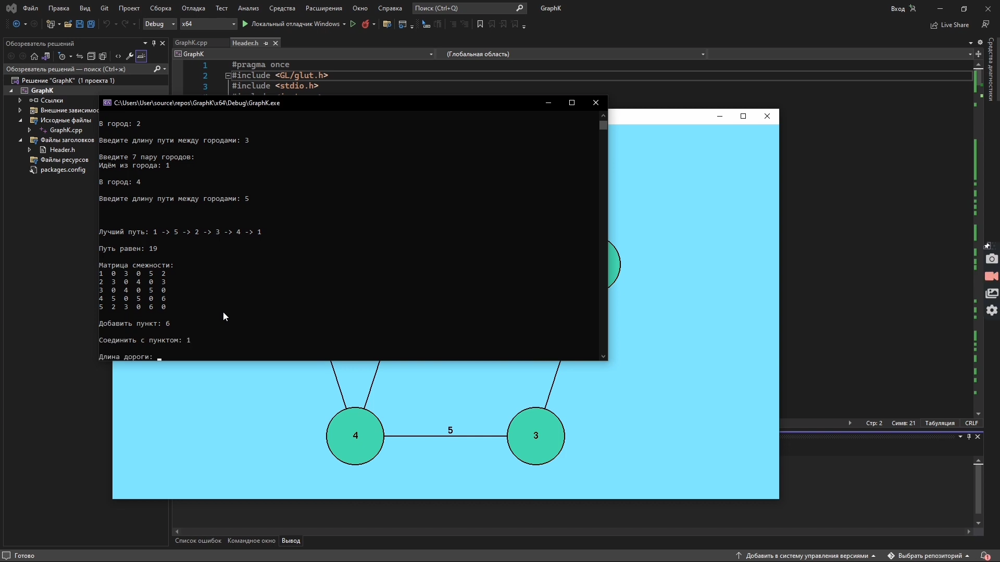 Файл Правка Вид Git Проект Сборка Отладка Тест Анализ Средства Расширения Окно Справка Поиск (Ctrl+Q) GraphK Вход
Debug x64 Локальный отладчик Windows Live Share
Обозреватель решений
GraphK.cpp Header.h
GraphK (Глобальная область)
Средства диагностики
Обозреватель решений — поиск (Ctrl+ж)
Решение "GraphK" (1 проекта 1)
GraphK
Ссылки
Внешние зависимос
Исходные файлы
GraphK.cpp
Файлы заголовков
Header.h
Файлы ресурсов
packages.config
1 #pragma once
2 #include <GL/glut.h>
3 #include <stdio.h>
C:\Users\User\source\repos\GraphK\x64\Debug\GraphK.exe
В город: 2
Введите длину пути между городами: 3
Введите 7 пару городов:
Идём из города: 1
В город: 4
Введите длину пути между городами: 5
Лучший путь: 1 -> 5 -> 2 -> 3 -> 4 -> 1
Путь равен: 19
Матрица смежности:
1 0 3 0 5 2
2 3 0 4 0 3
3 0 4 0 5 0
4 5 0 5 0 6
5 2 3 0 6 0
Добавить пункт: 6
Соединить с пунктом: 1
Длина дороги:
4 5 3
Стр: 2 Симв: 21 Табуляция CRLF
Список ошибок Командное окно Вывод
Готово Добавить в систему управления версиями Выбрать репозиторий 1